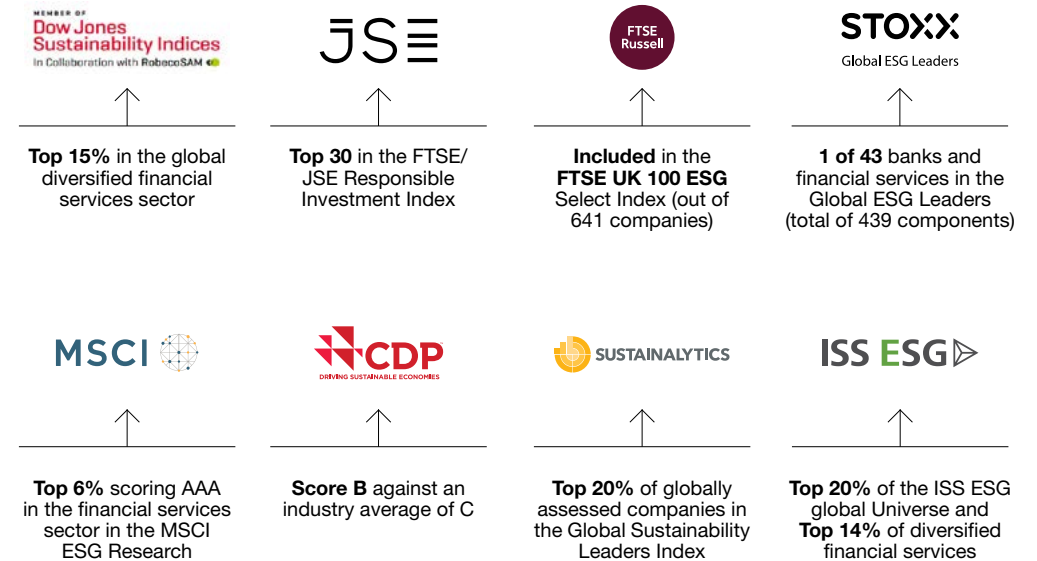 MEMBER OF
Dow Jones
Sustainability Indices
In Collaboration with RobecoSAM
JSE
FTSE
Russell
STOXX
Global ESG Leaders
Top 15% in the global
diversified financial
services sector
Top 30 in the FTSE/
JSE Responsible
Investment Index
Included in the
FTSE UK 100 ESG
Select Index (out of
641 companies)
1 of 43 banks and
financial services in the
Global ESG Leaders
(total of 439 components)
MSCI
CDP
DRIVING SUSTAINABLE ECONOMIES
SUSTAINALYTICS
ISS ESG
Top 6% scoring AAA
in the financial services
sector in the MSCI
ESG Research
Score B against an
industry average of C
Top 20% of globally
assessed companies in
the Global Sustainability
Leaders Index
Top 20% of the ISS ESG
global Universe and
Top 14% of diversified
financial services